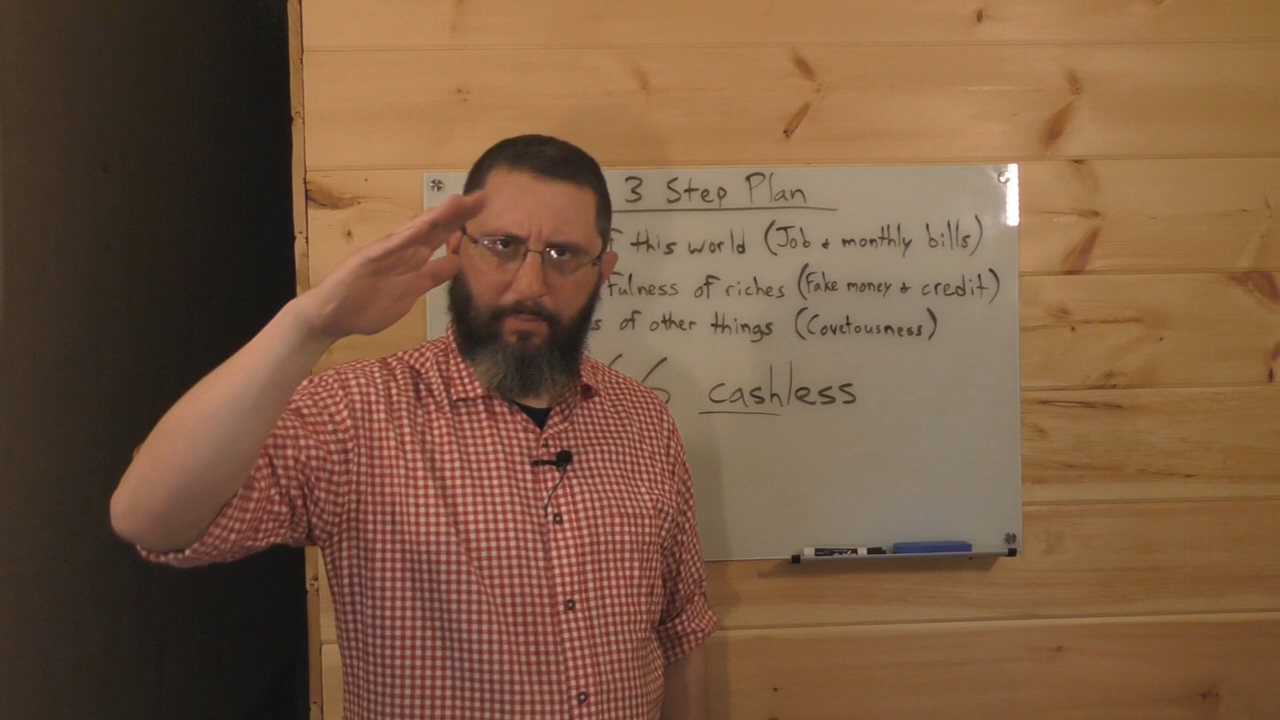 3 Step Plan
this world (Job & monthly bills)
fulness of riches (Fake money & credit)
s of other things (Covetousness)
6 cashless